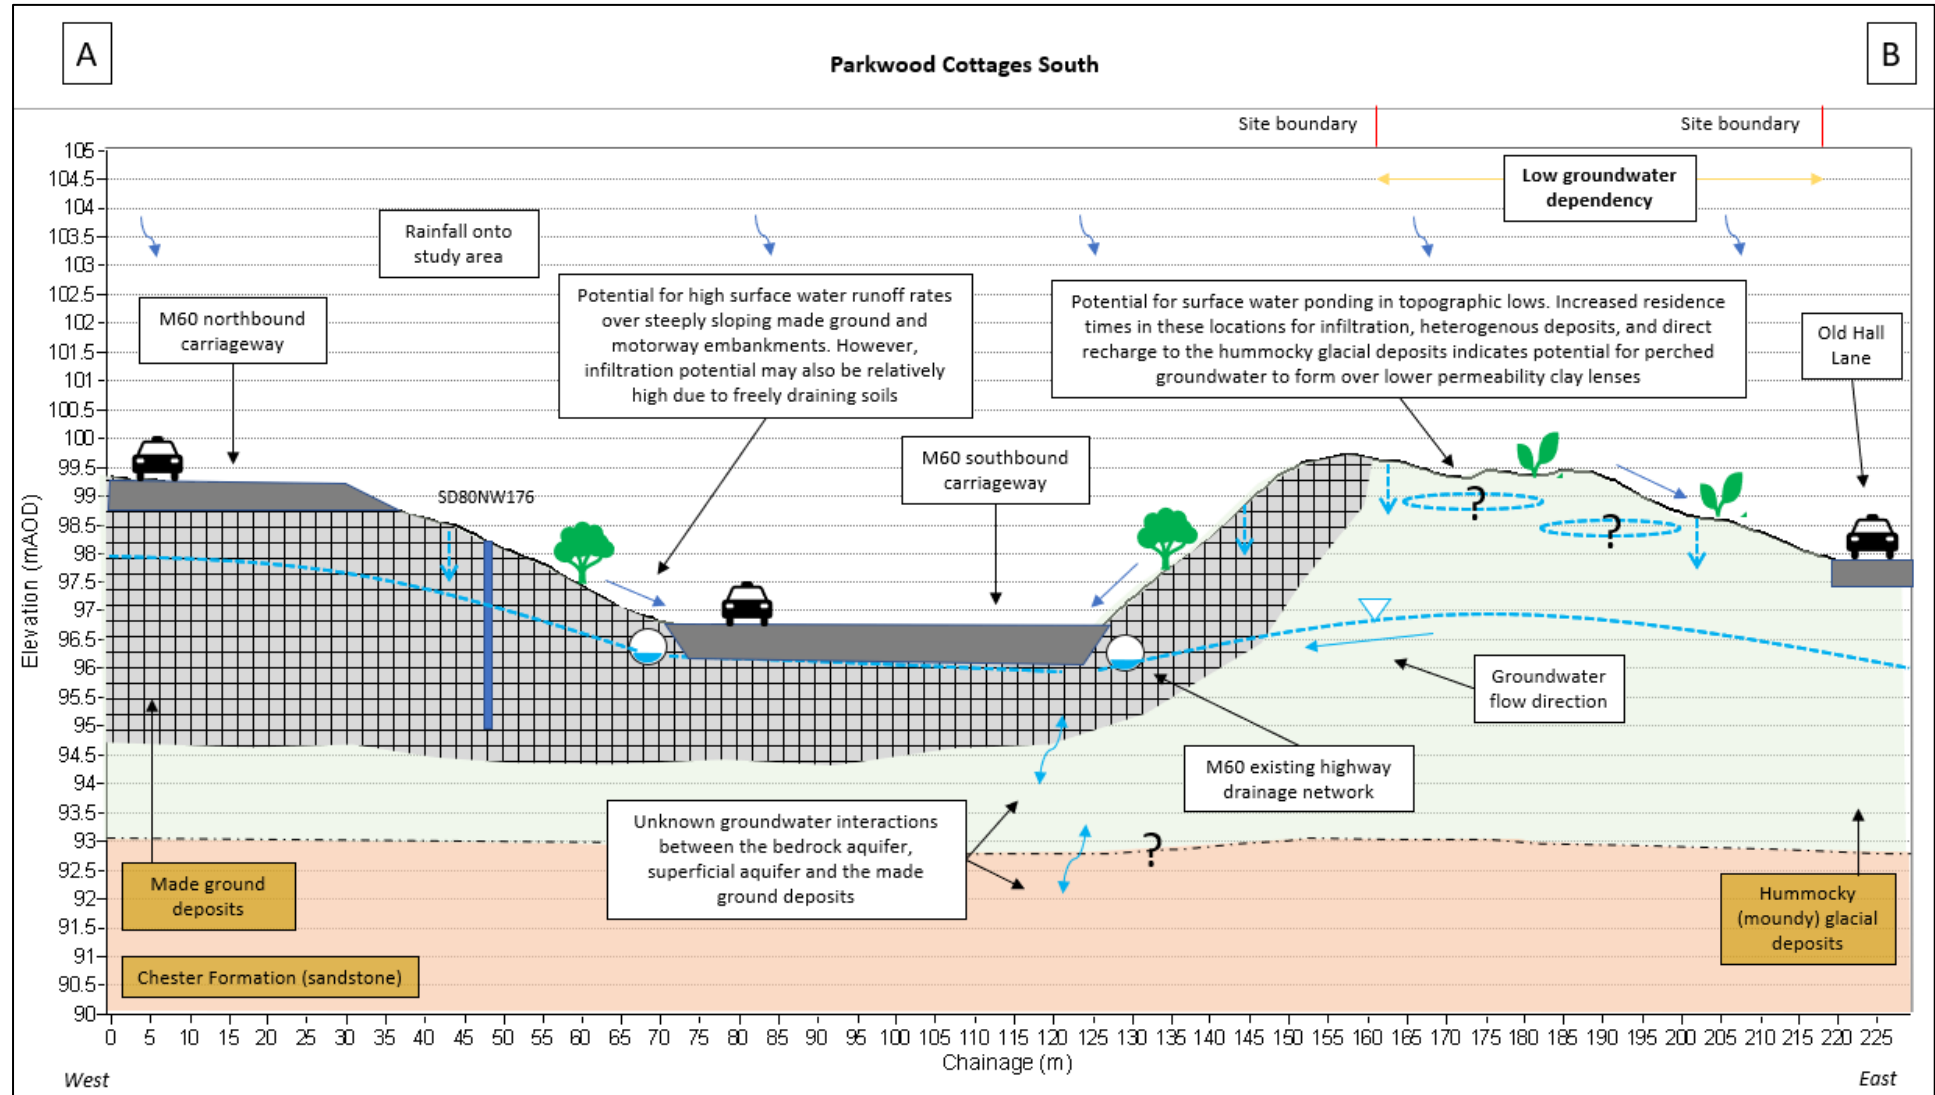 A
Parkwood Cottages South
B
Site boundary
Site boundary
Low groundwater
dependency
Rainfall onto
study area
M60 northbound
carriageway
Potential for high surface water runoff rates
over steeply sloping made ground and
motorway embankments. However,
infiltration potential may also be relatively
high due to freely draining soils
Potential for surface water ponding in topographic lows. Increased residence
times in these locations for infiltration, heterogenous deposits, and direct
recharge to the hummocky glacial deposits indicates potential for perched
groundwater to form over lower permeability clay lenses
Old Hall
Lane
M60 southbound
carriageway
SD80NW176
?
?
Groundwater
flow direction
M60 existing highway
drainage network
Unknown groundwater interactions
between the bedrock aquifer,
superficial aquifer and the made
ground deposits
?
Made ground
deposits
Hummocky
(moundy) glacial
deposits
Chester Formation (sandstone)
Elevation (mAOD)
105
104.5
104
103.5
103
102.5
102
101.5
101
100.5
100
99.5
99
98.5
98
97.5
97
96.5
96
95.5
95
94.5
94
93.5
93
92.5
92
91.5
91
90.5
90
0 5 10 15 20 25 30 35 40 45 50 55 60 65 70 75 80 85 90 95 100 105 110 115 120 125 130 135 140 145 150 155 160 165 170 175 180 185 190 195 200 205 210 215 220 225
Chainage (m)
West
East